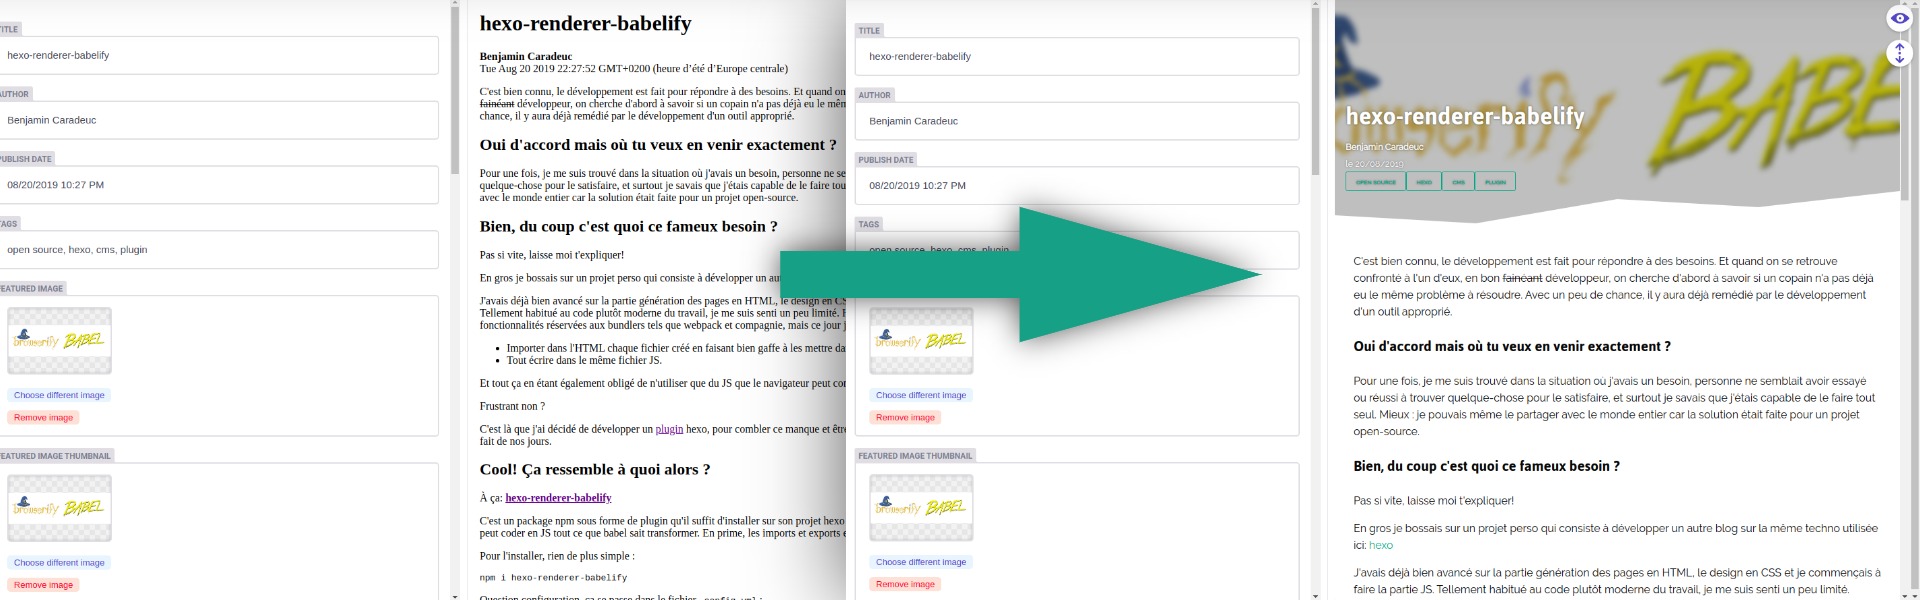 TITLE
hexo-renderer-babelify
AUTHOR
Benjamin Caradeuc
PUBLISH DATE
08/20/2019 10:27 PM
TAGS
open source, hexo, cms, plugin
FEATURED IMAGE
browserify BABEL
Choose different image
Remove image
FEATURED IMAGE THUMBNAIL
browserify BABEL
Choose different image
Remove image
hexo-renderer-babelify
Benjamin Caradeuc
Tue Aug 20 2019 22:27:52 GMT+0200 (heure d’été d’Europe centrale)
C'est bien connu, le développement est fait pour répondre à des besoins. Et quand on
fainéant développeur, on cherche d'abord à savoir si un copain n'a pas déjà eu le mêm
chance, il y aura déjà remédié par le développement d'un outil approprié.
Oui d'accord mais où tu veux en venir exactement ?
Pour une fois, je me suis trouvé dans la situation où j'avais un besoin, personne ne se
quelque-chose pour le satisfaire, et surtout je savais que j'étais capable de le faire tou
avec le monde entier car la solution était faite pour un projet open-source.
Bien, du coup c'est quoi ce fameux besoin ?
Pas si vite, laisse moi t'expliquer!
En gros je bossais sur un projet perso qui consiste à développer un au
J'avais déjà bien avancé sur la partie génération des pages en HTML, le design en CS
Tellement habitué au code plutôt moderne du travail, je me suis senti un peu limité.
fonctionnalités réservées aux bundlers tels que webpack et compagnie, mais ce jour j
• Importer dans l'HTML chaque fichier créé en faisant bien gaffe à les mettre da
• Tout écrire dans le même fichier JS.
Et tout ça en étant également obligé de n'utiliser que du JS que le navigateur peut co
Frustrant non ?
C'est là que j'ai décidé de développer un plugin hexo, pour combler ce manque et êtr
fait de nos jours.
Cool! Ça ressemble à quoi alors ?
À ça: hexo-renderer-babelify
C'est un package npm sous forme de plugin qu'il suffit d'installer sur son projet hexo
peut coder en JS tout ce que babel sait transformer. En prime, les imports et exports e
Pour l'installer, rien de plus simple :
npm i hexo-renderer-babelify
Question configuration, ça se passe dans le fichier _config.yml :
TITLE
hexo-renderer-babelify
AUTHOR
Benjamin Caradeuc
PUBLISH DATE
08/20/2019 10:27 PM
TAGS
open source, hexo, cms, plugin
browserify BABEL
Choose different image
Remove image
FEATURED IMAGE THUMBNAIL
browserify BABEL
Choose different image
Remove image
browserify BABE
hexo-renderer-babelify
Benjamin Caradeuc
le 20/08/2019
OPEN SOURCE HEXO CMS PLUGIN
C'est bien connu, le développement est fait pour répondre à des besoins. Et quand on se retrouve
confronté à l'un d'eux, en bon fainéant développeur, on cherche d'abord à savoir si un copain n'a pas déjà
eu le même problème à résoudre. Avec un peu de chance, il y aura déjà remédié par le développement
d'un outil approprié.
Oui d'accord mais où tu veux en venir exactement ?
Pour une fois, je me suis trouvé dans la situation où j'avais un besoin, personne ne semblait avoir essayé
ou réussi à trouver quelque-chose pour le satisfaire, et surtout je savais que j'étais capable de le faire tout
seul. Mieux : je pouvais même le partager avec le monde entier car la solution était faite pour un projet
open-source.
Bien, du coup c'est quoi ce fameux besoin ?
Pas si vite, laisse moi t'expliquer!
En gros je bossais sur un projet perso qui consiste à développer un autre blog sur la même techno utilisée
ici: hexo
J'avais déjà bien avancé sur la partie génération des pages en HTML, le design en CSS et je commençais à
faire la partie JS. Tellement habitué au code plutôt moderne du travail, je me suis senti un peu limité.